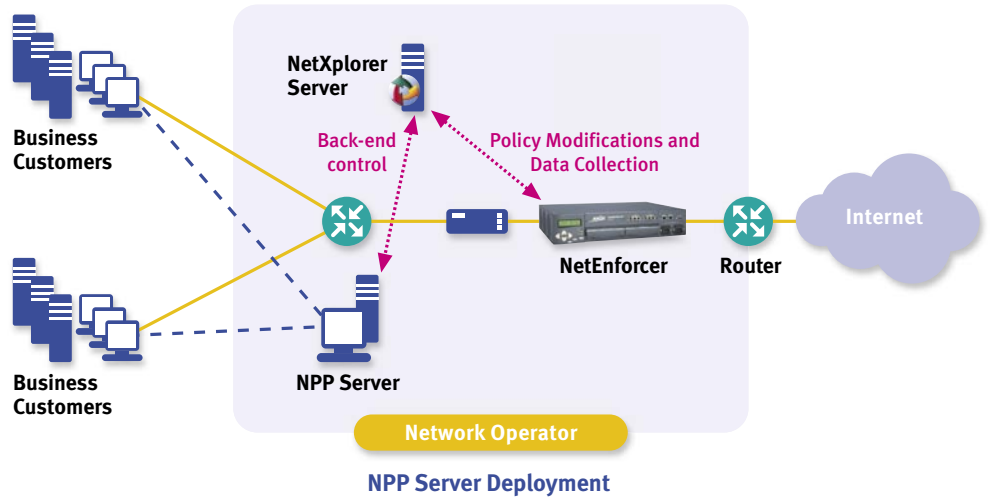 NetXplorer
Server
Business
Customers
Back-end
control
Policy Modifications and
Data Collection
Internet
NetEnforcer
Router
Business
Customers
NPP Server
Network Operator
NPP Server Deployment